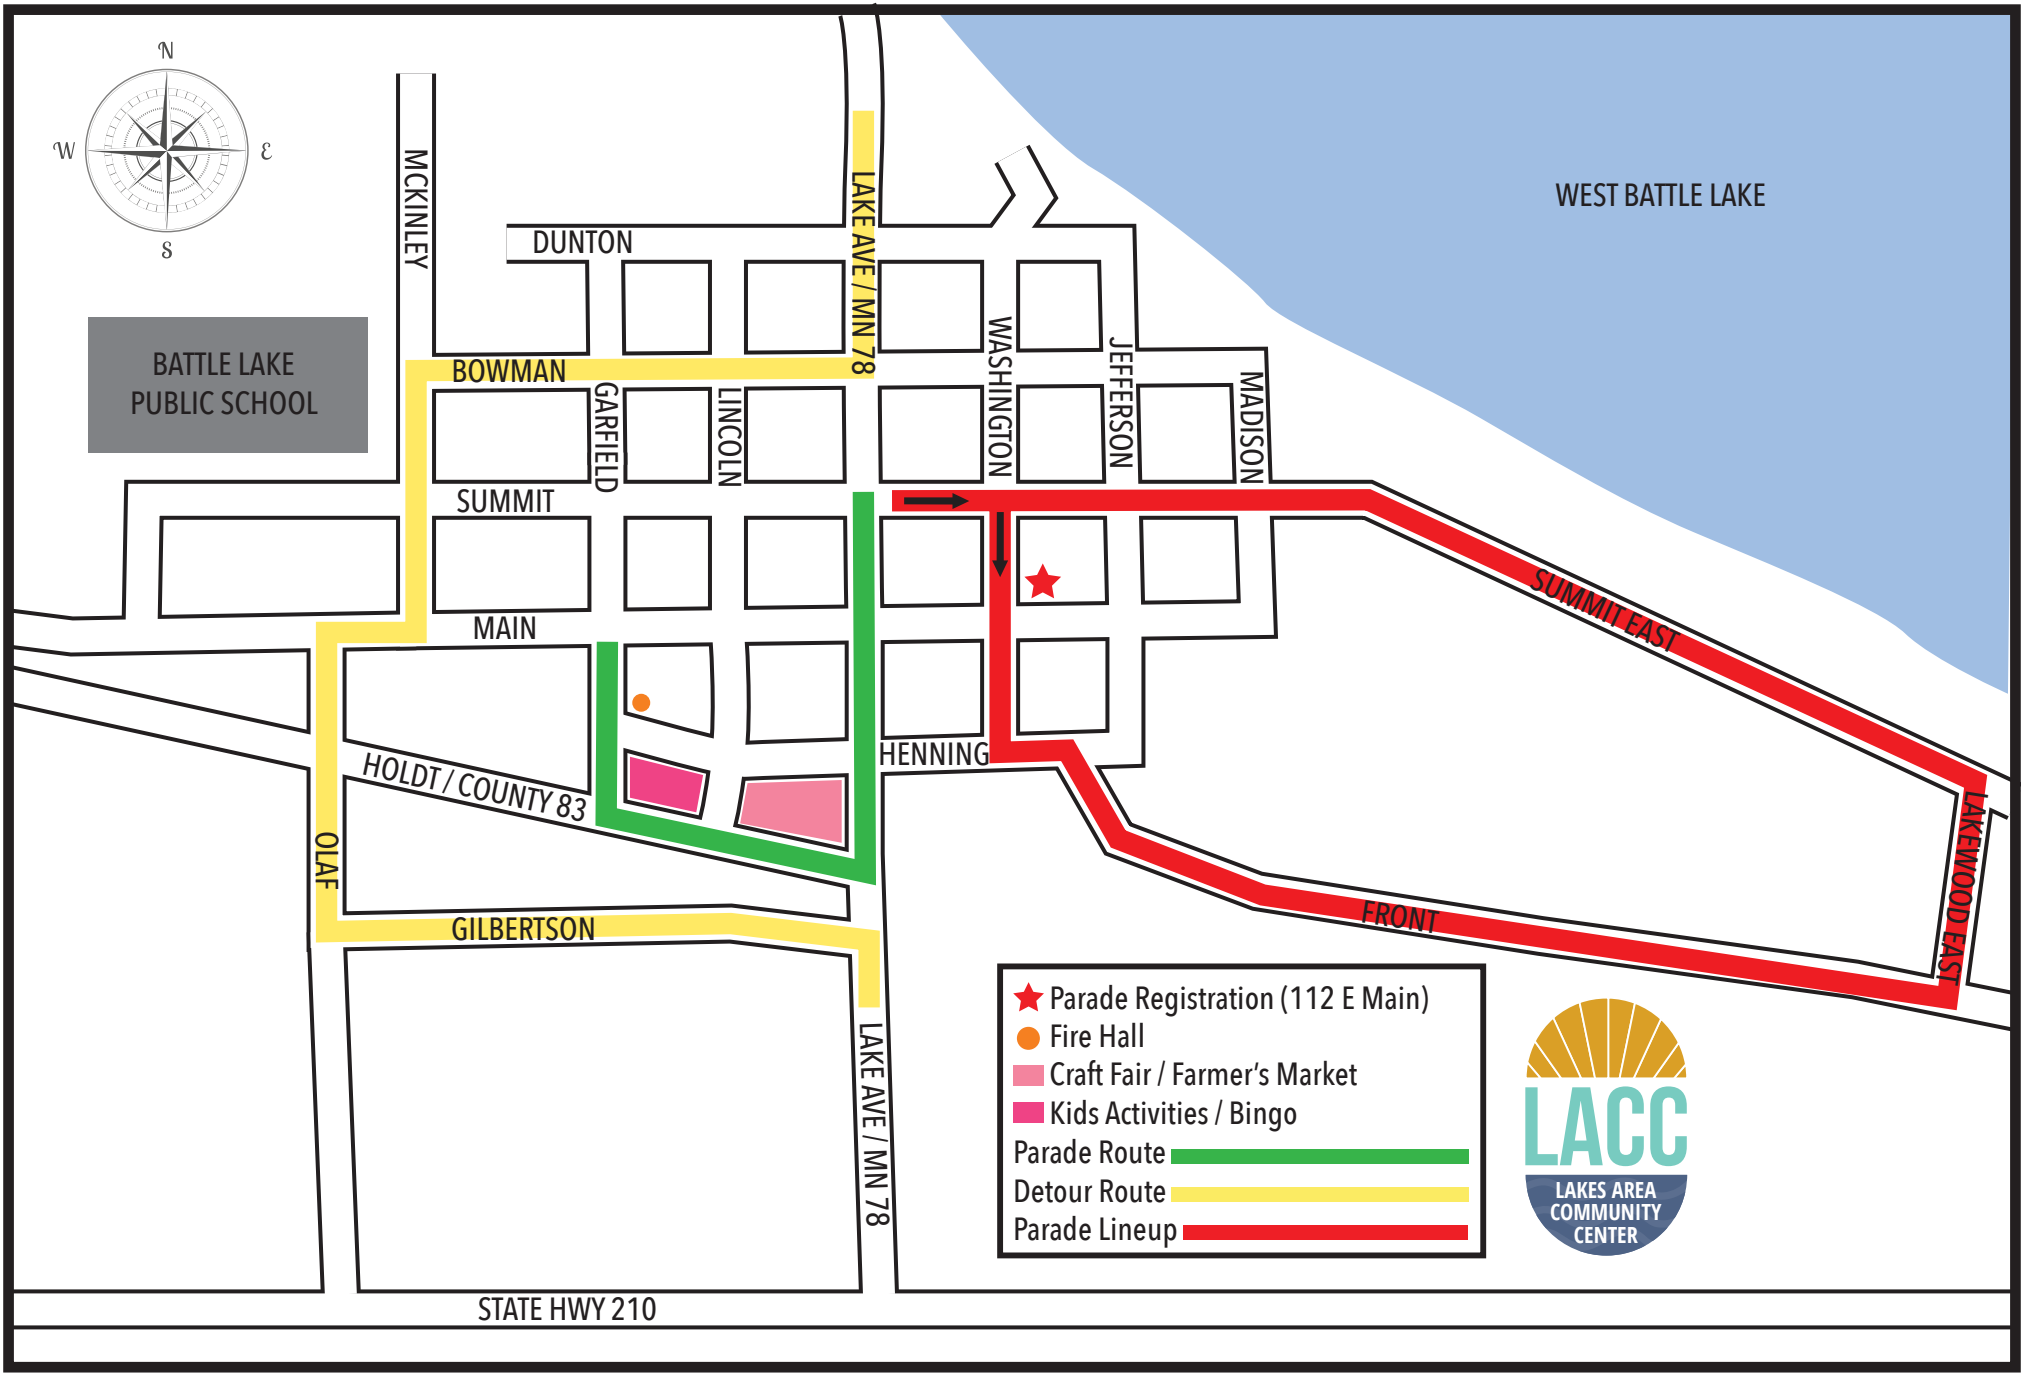 N
W
E
S
MCKINLEY
LAKE AVE / MN 78
WEST BATTLE LAKE
DUNTON
BATTLE LAKE
PUBLIC SCHOOL
BOWMAN
GARFIELD
LINCOLN
WASHINGTON
JEFFERSON
MADISON
SUMMIT
SUMMIT EAST
MAIN
HENNING
HOLDT / COUNTY 83
OLAF
LAKEWOOD EAST
FRONT
GILBERTSON
LAKE AVE / MN 78
Parade Registration (112 E Main)
Fire Hall
Craft Fair / Farmer's Market
Kids Activities / Bingo
Parade Route
Detour Route
Parade Lineup
LACC
LAKES AREA
COMMUNITY
CENTER
STATE HWY 210